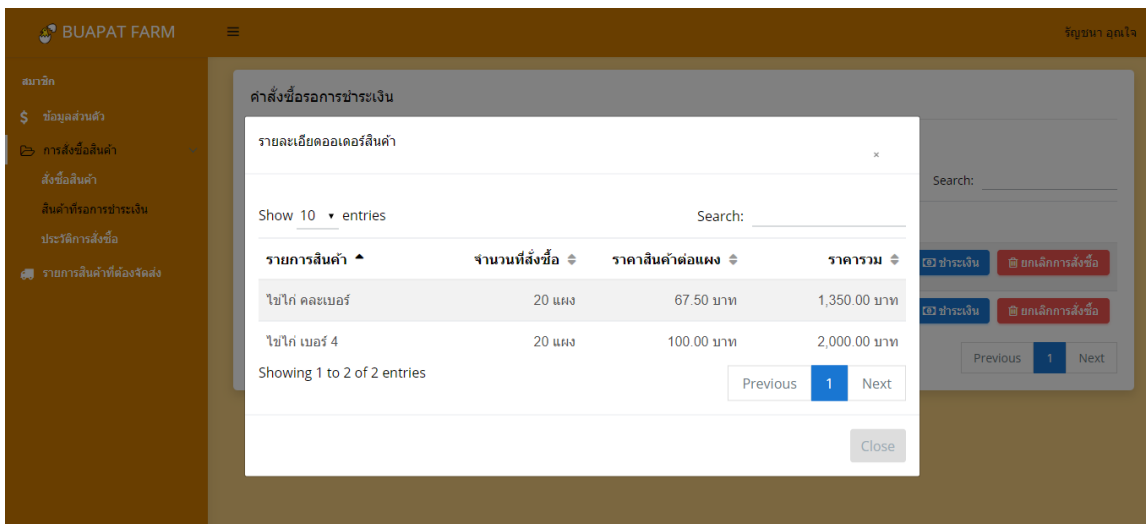 BUAPAT FARM
รัญชนา อุณใจ
สมาชิก
ข้อมูลส่วนตัว
การสั่งซื้อสินค้า
สั่งซื้อสินค้า
สินค้าที่รอการชำระเงิน
ประวัติการสั่งซื้อ
รายการสินค้าที่ต้องจัดส่ง
คำสั่งซื้อรอการชำระเงิน
Search:
ชำระเงิน ยกเลิกการสั่งซื้อ
ชำระเงิน ยกเลิกการสั่งซื้อ
Previous 1 Next
รายละเอียดออเดอร์สินค้า
×
Show 10 entries Search:
รายการสินค้า จำนวนที่สั่งซื้อ ราคาสินค้าต่อแผง ราคารวม
ไข่ไก่ คละเบอร์ 20 แผง 67.50 บาท 1,350.00 บาท
ไข่ไก่ เบอร์ 4 20 แผง 100.00 บาท 2,000.00 บาท
Showing 1 to 2 of 2 entries
Previous 1 Next
Close